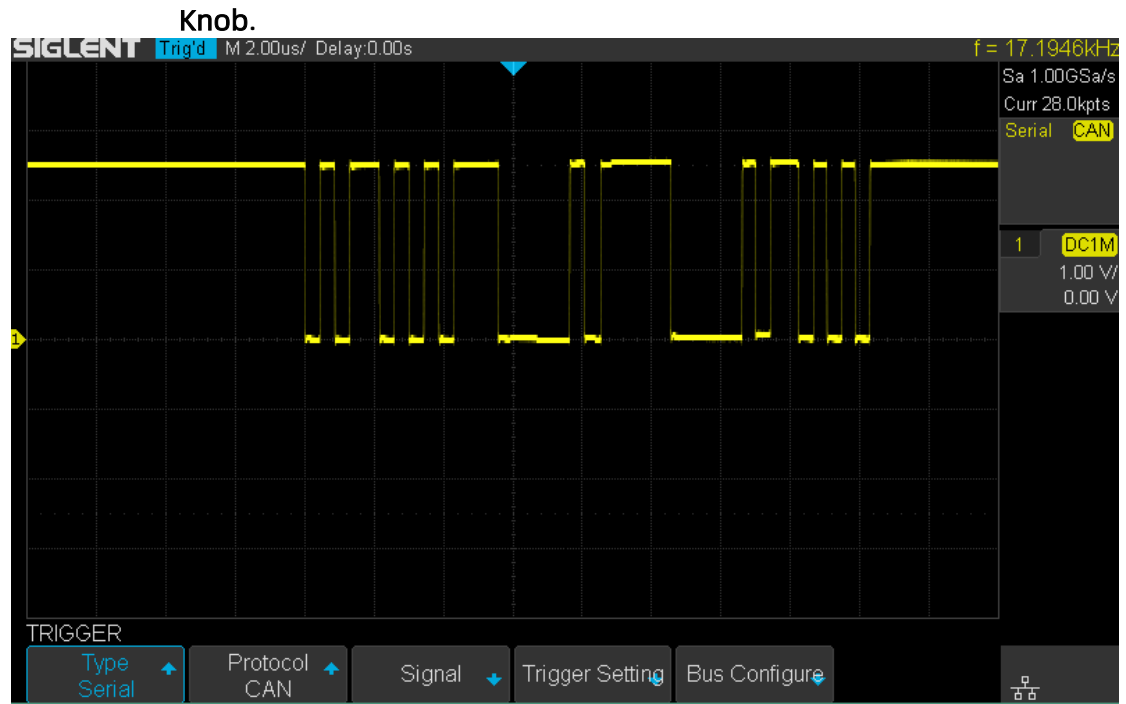 Knob.
SIGLENT Trig'd M 2.00us/ Delay:0.00s f = 17.1946kHz
Sa 1.00GSa/s
Curr 28.0kpts
Serial CAN
1 DC1M
1.00 V/
0.00 V
1
TRIGGER
Type Protocol Signal Trigger Setting Bus Configure
Serial CAN